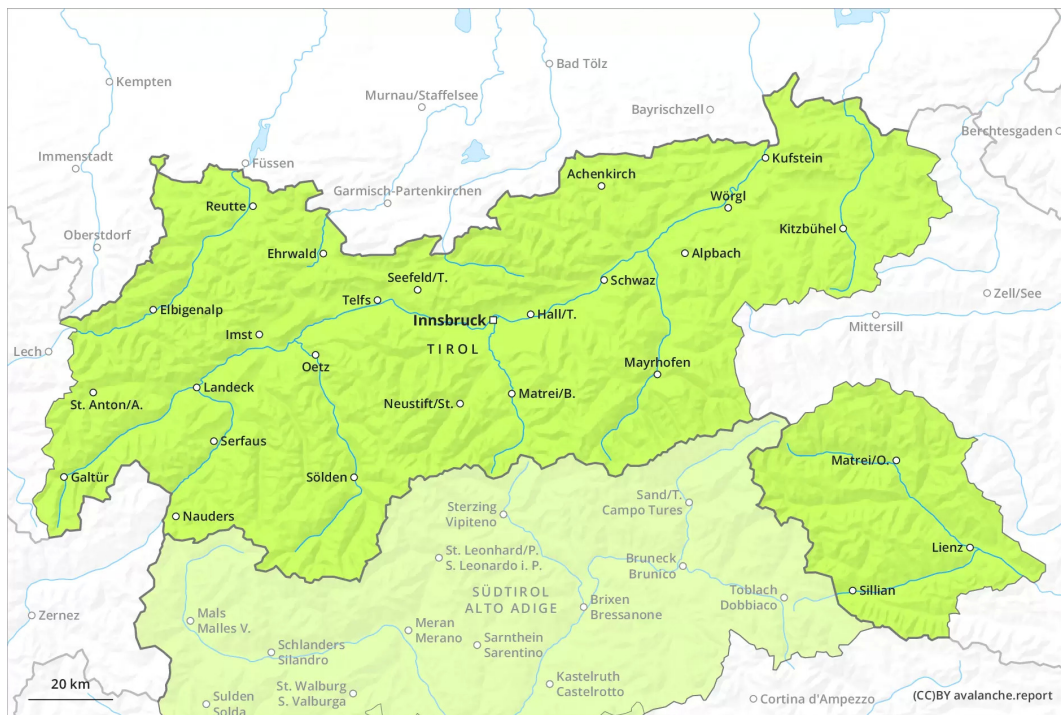 Kempten
Bad Tölz
Murnau/Staffelsee
Bayrischzell
Berchtesgaden
Immenstadt
Füssen
Kufstein
Achenkirch
Garmisch-Partenkirchen
Reutte
Wörgl
Oberstdorf
Kitzbühel
Ehrwald
Alpbach
Seefeld/T.
Schwaz
Zell/See
Telfs
Elbigenalp
Innsbruck
Hall/T.
Mittersill
Imst
TIROL
Lech
Oetz
Mayrhofen
Landeck
St. Anton/A.
Neustift/St.
Matrei/B.
Serfaus
Matrei/O.
Galtür
Sölden
Sand/T.
Campo Tures
Sterzing
Vipiteno
Nauders
Lienz
St. Leonhard/P.
S. Leonardo i. P.
Bruneck
Brunico
SÜDTIROL
ALTO ADIGE
Toblach
Dobbiaco
Sillian
Brixen
Bressanone
Zernez
Mals
Malles V.
Meran
Merano
Sarnthein
Sarentino
Schlanders
Silandro
Kastelruth
Castelrotto
20 km
St. Walburg
S. Valburga
Sulden
Solda
Cortina d'Ampezzo
(CC)BY avalanche.report